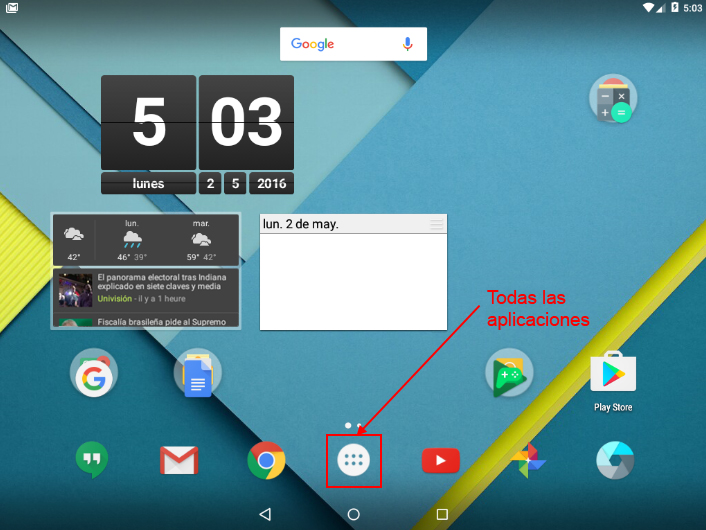 5:03
Google
5 03
lunes 2 5 2016
lun. mar.
42° 46° 39° 59° 42°
El panorama electoral tras Indiana
explicado en siete claves y media
Univisión - il y a 1 heure
Fiscalía brasileña pide al Supremo
lun. 2 de may.
Todas las
aplicaciones
Play Store